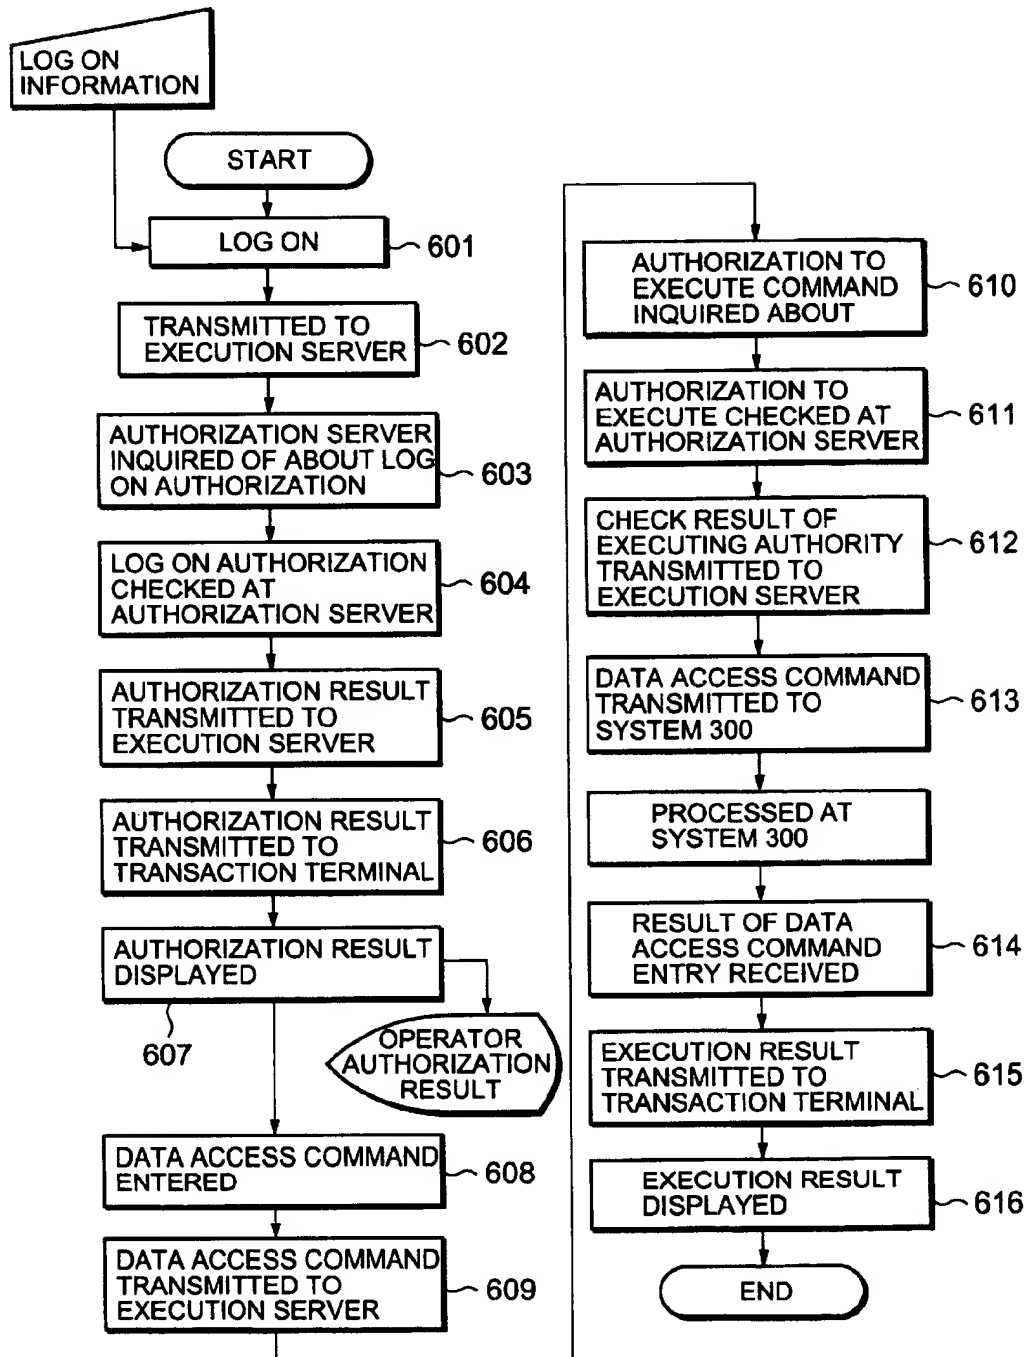 LOG ON
INFORMATION
START
LOG ON
601
TRANSMITTED TO
EXECUTION SERVER
602
AUTHORIZATION SERVER
INQUIRED OF ABOUT LOG
ON AUTHORIZATION
603
LOG ON AUTHORIZATION
CHECKED AT
AUTHORIZATION SERVER
604
AUTHORIZATION RESULT
TRANSMITTED TO
EXECUTION SERVER
605
AUTHORIZATION RESULT
TRANSMITTED TO
TRANSACTION TERMINAL
606
AUTHORIZATION RESULT
DISPLAYED
607
OPERATOR
AUTHORIZATION
RESULT
DATA ACCESS COMMAND
ENTERED
608
DATA ACCESS COMMAND
TRANSMITTED TO
EXECUTION SERVER
609
AUTHORIZATION TO
EXECUTE COMMAND
INQUIRED ABOUT
610
AUTHORIZATION TO
EXECUTE CHECKED AT
AUTHORIZATION SERVER
611
CHECK RESULT OF
EXECUTING AUTHORITY
TRANSMITTED TO
EXECUTION SERVER
612
DATA ACCESS COMMAND
TRANSMITTED TO
SYSTEM 300
613
PROCESSED AT
SYSTEM 300
RESULT OF DATA
ACCESS COMMAND
ENTRY RECEIVED
614
EXECUTION RESULT
TRANSMITTED TO
TRANSACTION TERMINAL
615
EXECUTION RESULT
DISPLAYED
616
END